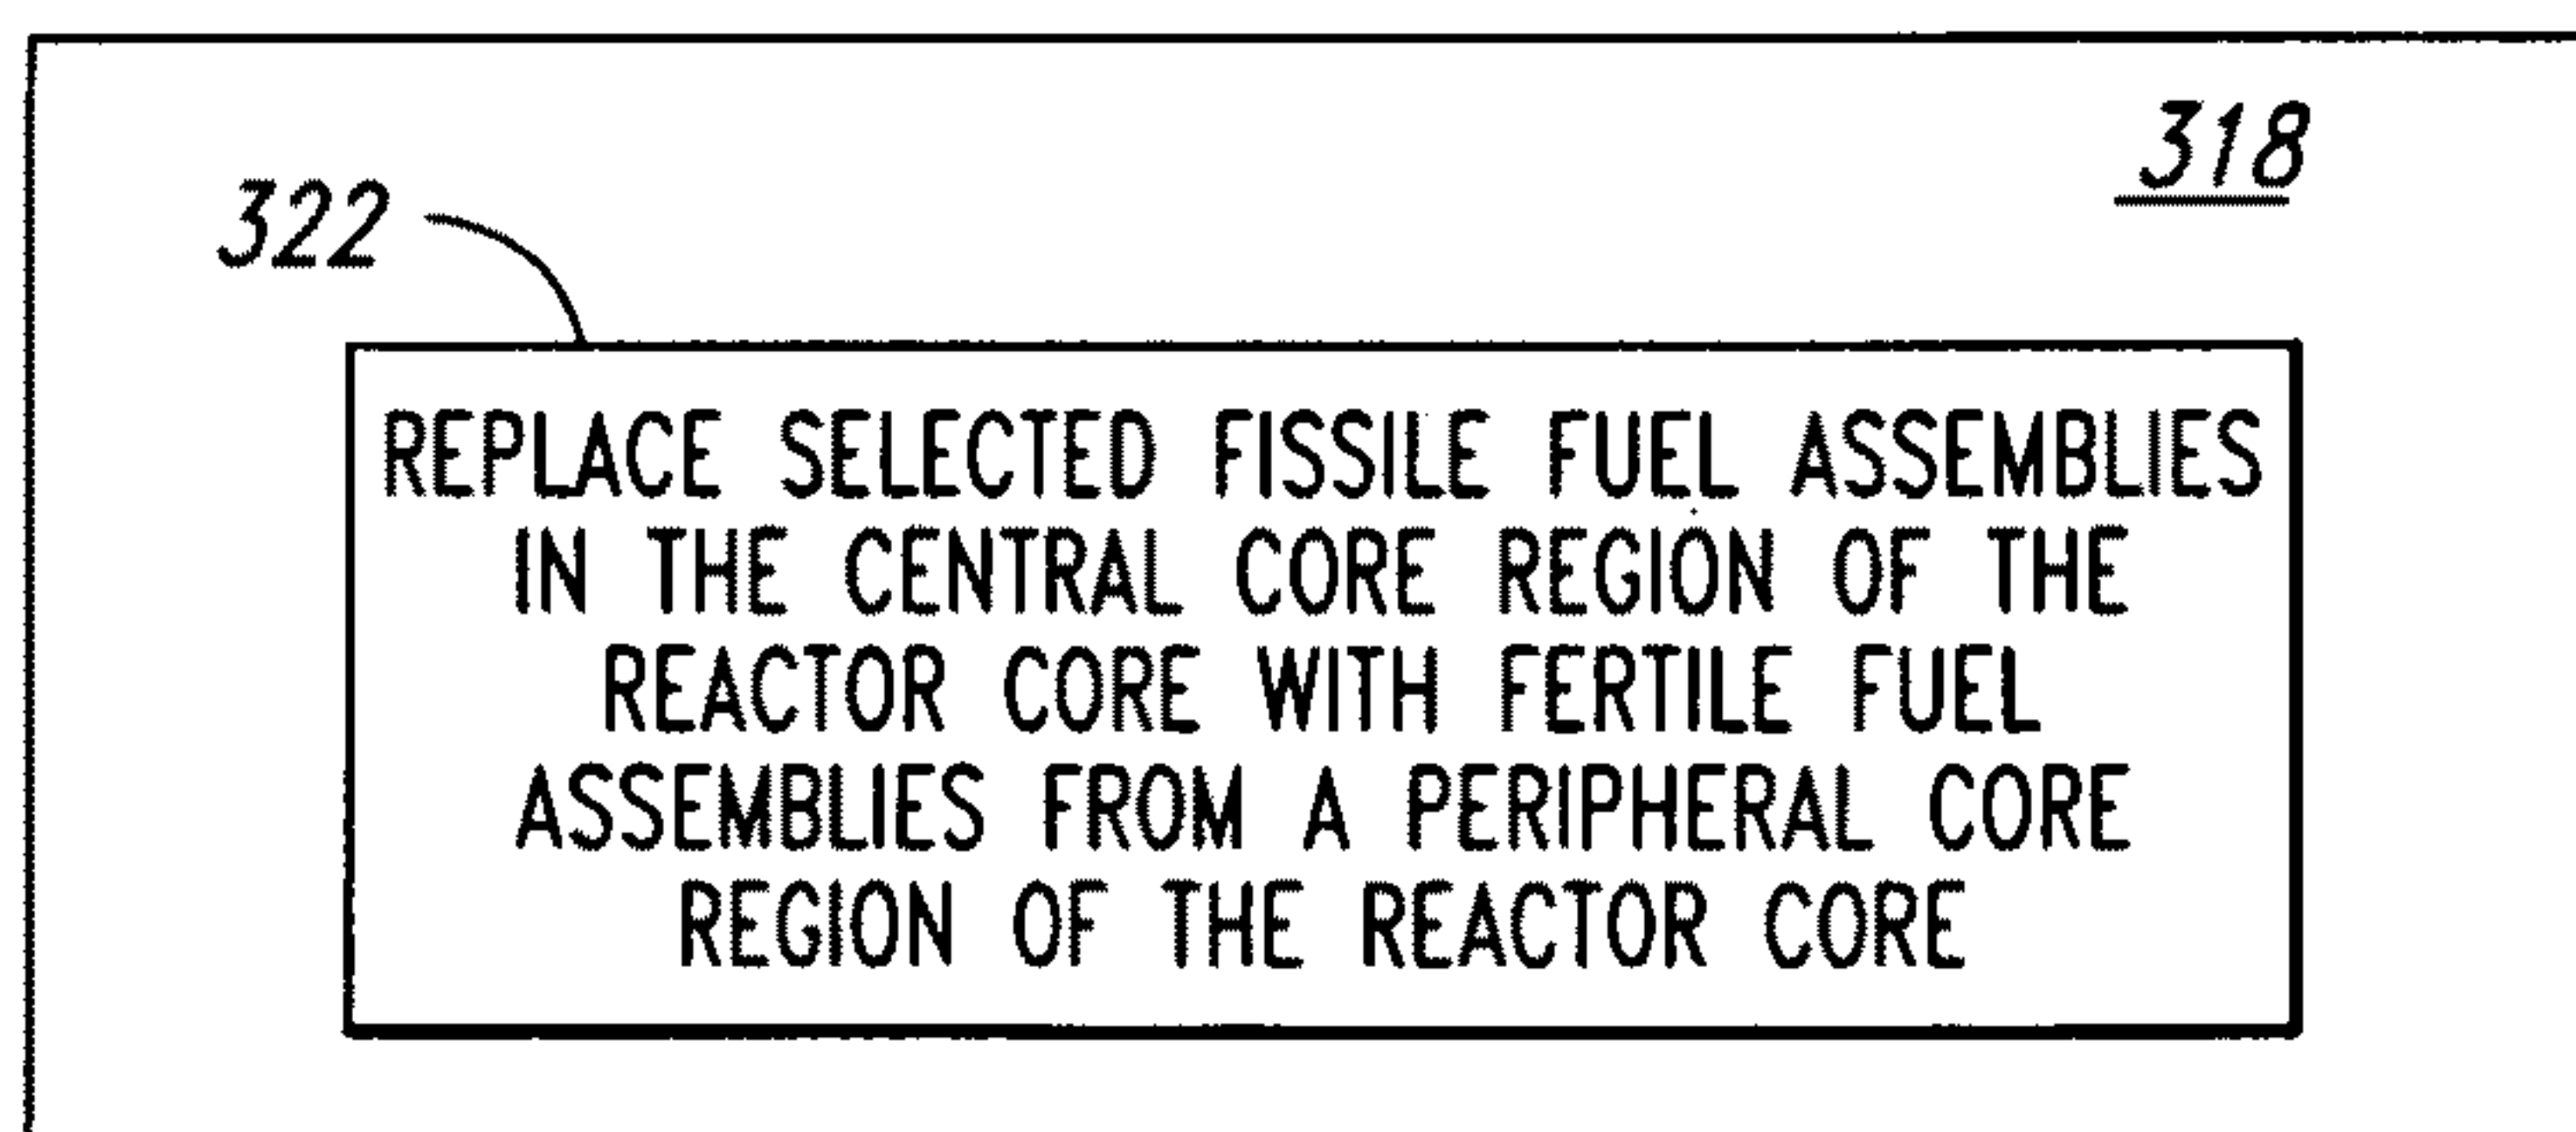 318
322
REPLACE SELECTED FISSILE FUEL ASSEMBLIES
IN THE CENTRAL CORE REGION OF THE
REACTOR CORE WITH FERTILE FUEL
ASSEMBLIES FROM A PERIPHERAL CORE
REGION OF THE REACTOR CORE